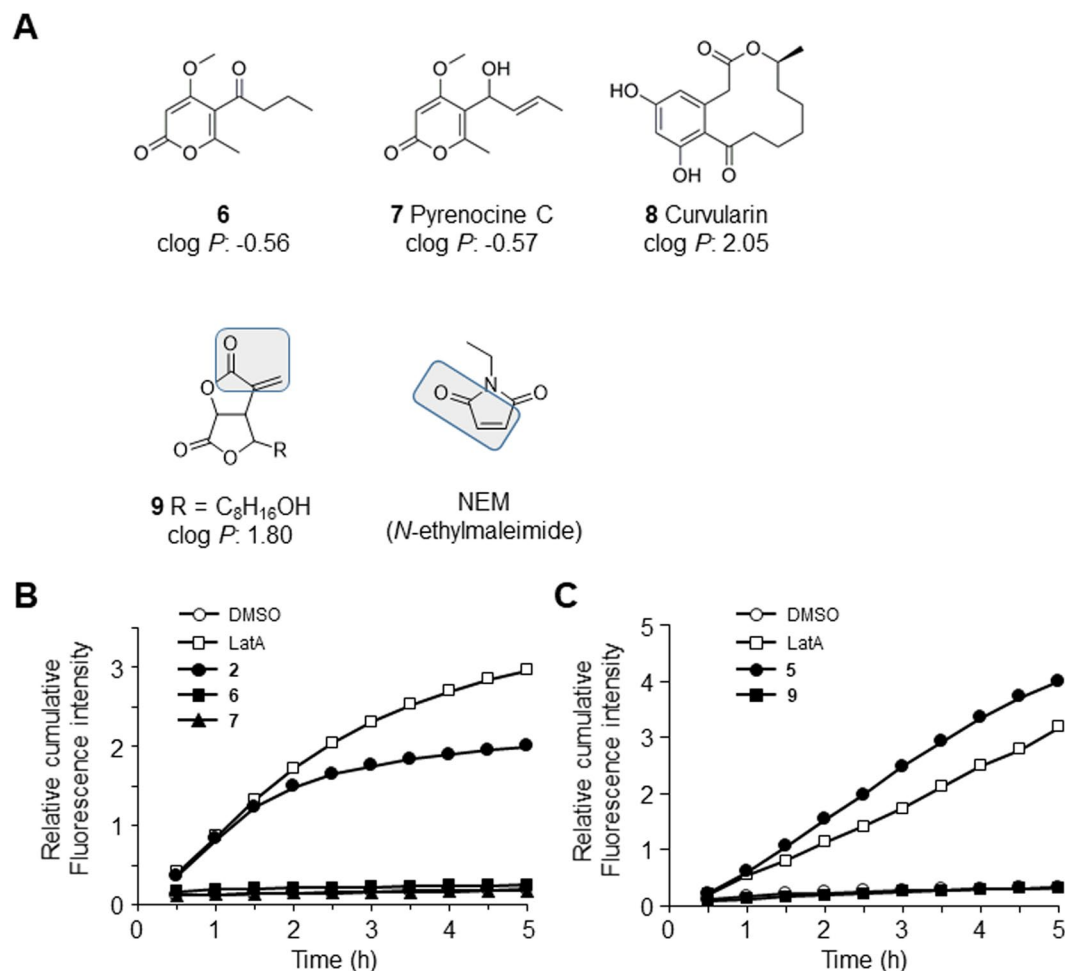 A
O
O
OH
O
O
HO
O
O
O
O
O
OH
O
6
7 Pyrenocine C
8 Curvularin
clog P: -0.56
clog P: -0.57
clog P: 2.05
O
O
N
O
O
O
O
R
9 R = C₈H₁₆OH
clog P: 1.80
NEM
(N-ethylmaleimide)
B
DMSO
LatA
2
6
7
Relative cumulative
Fluorescence intensity
3
2
1
0
0 1 2 3 4 5
Time (h)
C
DMSO
LatA
5
9
Relative cumulative
Fluorescence intensity
5
4
3
2
1
0
0 1 2 3 4 5
Time (h)